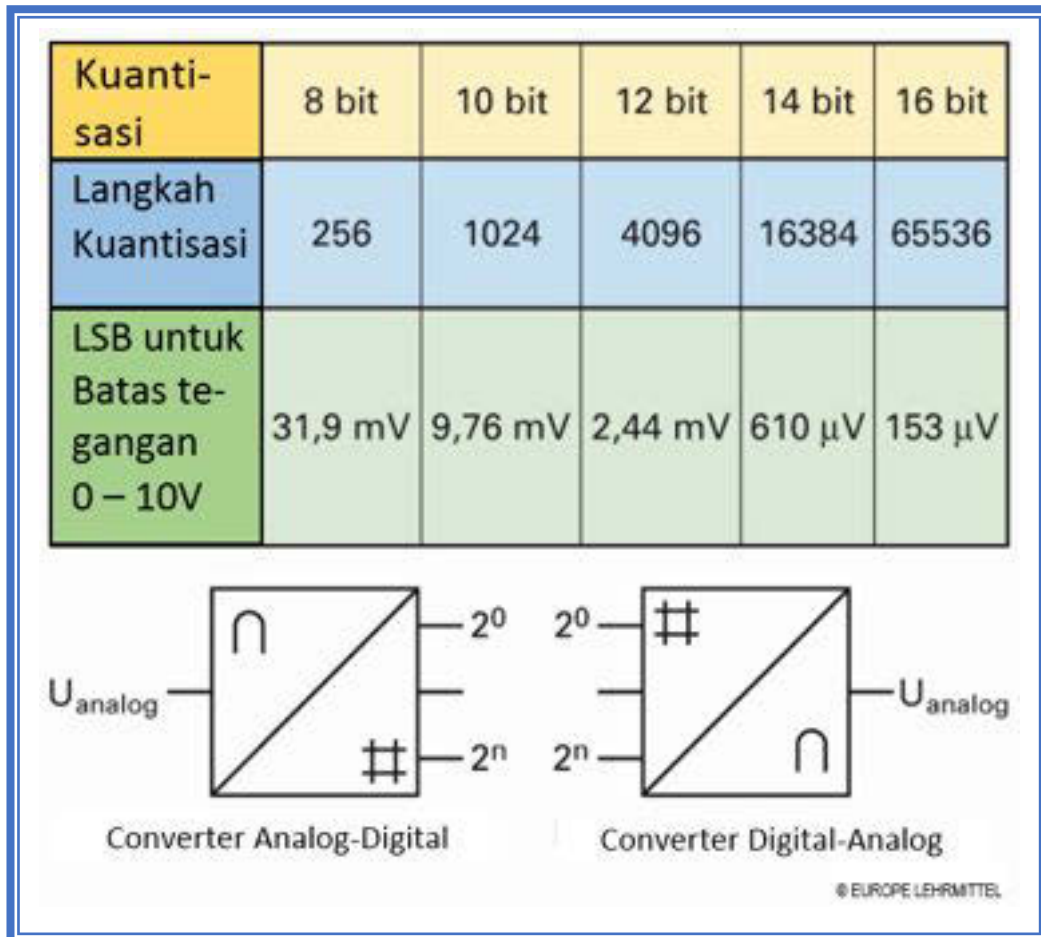 Kuanti-
sasi
8 bit
10 bit
12 bit
14 bit
16 bit
Langkah
Kuantisasi
256
1024
4096
16384
65536
LSB untuk
Batas te-
gangan
0 – 10V
31,9 mV
9,76 mV
2,44 mV
610 µV
153 µV
Uanalog
2⁰
2ⁿ
Converter Analog-Digital
2⁰
2ⁿ
Uanalog
Converter Digital-Analog
© EUROPE LEHRMITTEL